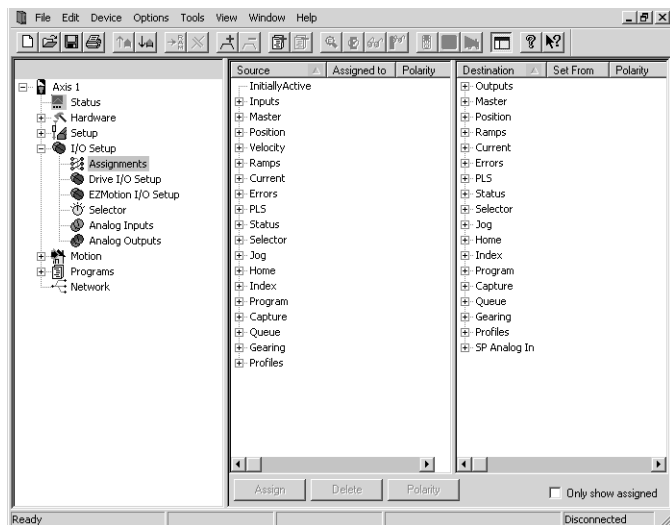 File Edit Device Options Tools View Window Help
Axis 1
Status
Hardware
Setup
I/O Setup
Assignments
Drive I/O Setup
EZMotion I/O Setup
Selector
Analog Inputs
Analog Outputs
Motion
Programs
Network
Source Assigned to Polarity
InitiallyActive
Inputs
Master
Position
Velocity
Ramps
Current
Errors
PLS
Status
Selector
Jog
Home
Index
Program
Capture
Queue
Gearing
Profiles
Destination Set From Polarity
Outputs
Master
Position
Ramps
Current
Errors
PLS
Status
Selector
Jog
Home
Index
Program
Capture
Queue
Gearing
Profiles
SP Analog In
Assign Delete Polarity
Only show assigned
Ready Disconnected